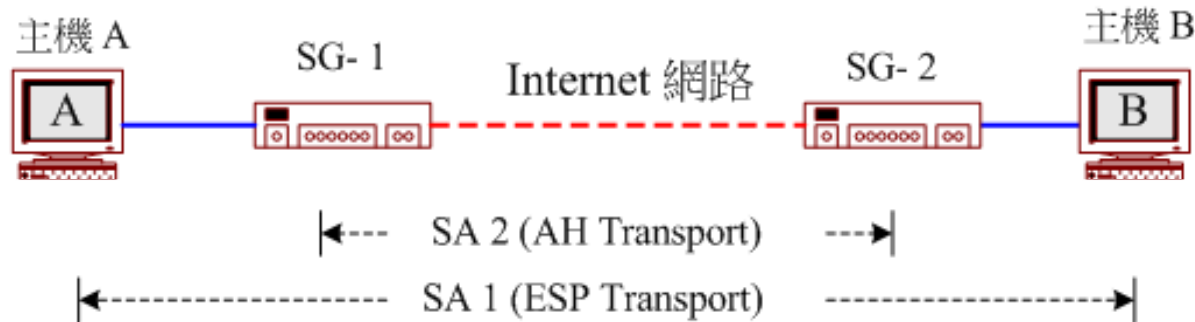 主機 A
SG- 1
Internet 網路
SG- 2
主機 B
A
B
SA 2 (AH Transport)
SA 1 (ESP Transport)